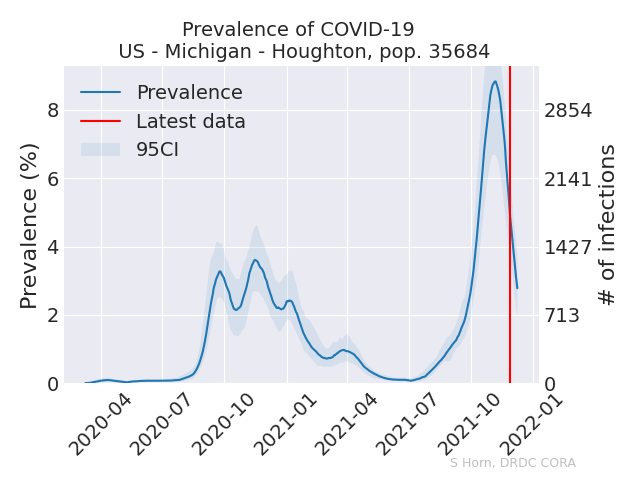 Prevalence of COVID-19
US - Michigan - Houghton, pop. 35684
Prevalence
Latest data
95CI
Prevalence (%)
8
6
4
2
0
2854
2141
1427
713
0
# of infections
2020-04
2020-07
2020-10
2021-01
2021-04
2021-07
2021-10
2022-01
S Horn, DRDC CORA